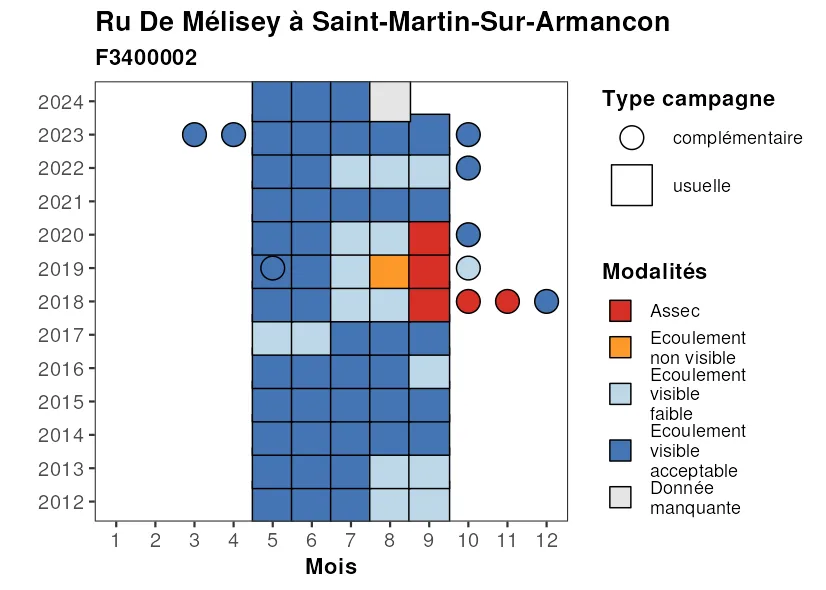 Ru De Mélisey à Saint-Martin-Sur-Armancon
F3400002
2024
2023
2022
2021
2020
2019
2018
2017
2016
2015
2014
2013
2012
1 2 3 4 5 6 7 8 9 10 11 12
Mois
Type campagne
complémentaire
usuelle
Modalités
Assec
Ecoulement
non visible
Ecoulement
visible
faible
Ecoulement
visible
acceptable
Donnée
manquante